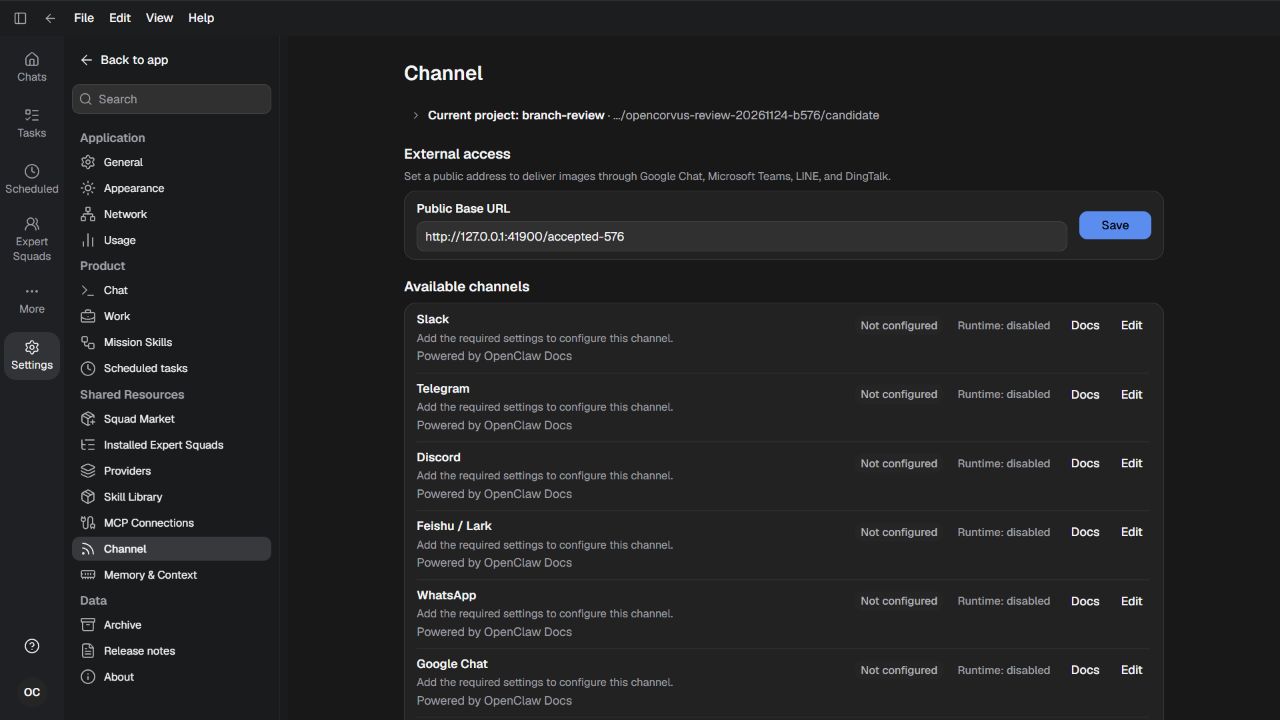 File Edit View Help
Chats
Tasks
Scheduled
Expert
Squads
More
Settings
OC
Back to app
Search
Application
General
Appearance
Network
Usage
Product
Chat
Work
Mission Skills
Scheduled tasks
Shared Resources
Squad Market
Installed Expert Squads
Providers
Skill Library
MCP Connections
Channel
Memory & Context
Data
Archive
Release notes
About
Channel
Current project: branch-review · .../opencorvus-review-20261124-b576/candidate
External access
Set a public address to deliver images through Google Chat, Microsoft Teams, LINE, and DingTalk.
Public Base URL
http://127.0.0.1:41900/accepted-576
Save
Available channels
Slack
Add the required settings to configure this channel.
Powered by OpenClaw Docs
Not configured Runtime: disabled Docs Edit
Telegram
Add the required settings to configure this channel.
Powered by OpenClaw Docs
Not configured Runtime: disabled Docs Edit
Discord
Add the required settings to configure this channel.
Powered by OpenClaw Docs
Not configured Runtime: disabled Docs Edit
Feishu / Lark
Add the required settings to configure this channel.
Powered by OpenClaw Docs
Not configured Runtime: disabled Docs Edit
WhatsApp
Add the required settings to configure this channel.
Powered by OpenClaw Docs
Not configured Runtime: disabled Docs Edit
Google Chat
Add the required settings to configure this channel.
Powered by OpenClaw Docs
Not configured Runtime: disabled Docs Edit